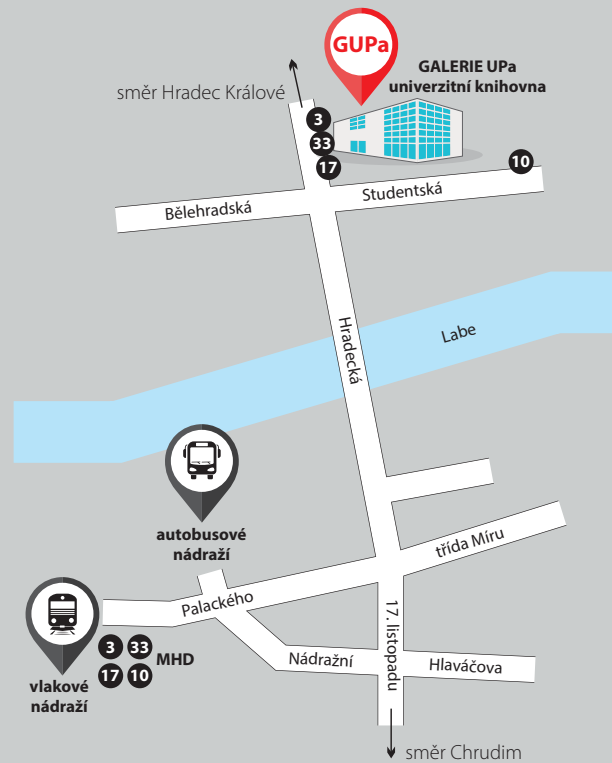 GUPa
GALERIE UPa
univerzitní knihovna
směr Hradec Králové
3
33
17
10
Studentská
Bělehradská
Hradecká
Labe
autobusové
nádraží
třída Míru
Palackého
17. listopadu
3 33 MHD
17 10
vlakové
nádraží
Nádražní
Hlaváčova
směr Chrudim